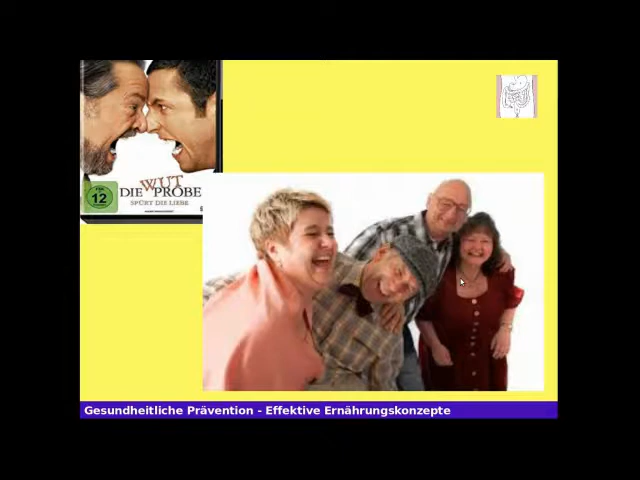 WUT
DIE PROBE
SPÜRT DIE LIEBE
12
Gesundheitliche Prävention - Effektive Ernährungskonzepte